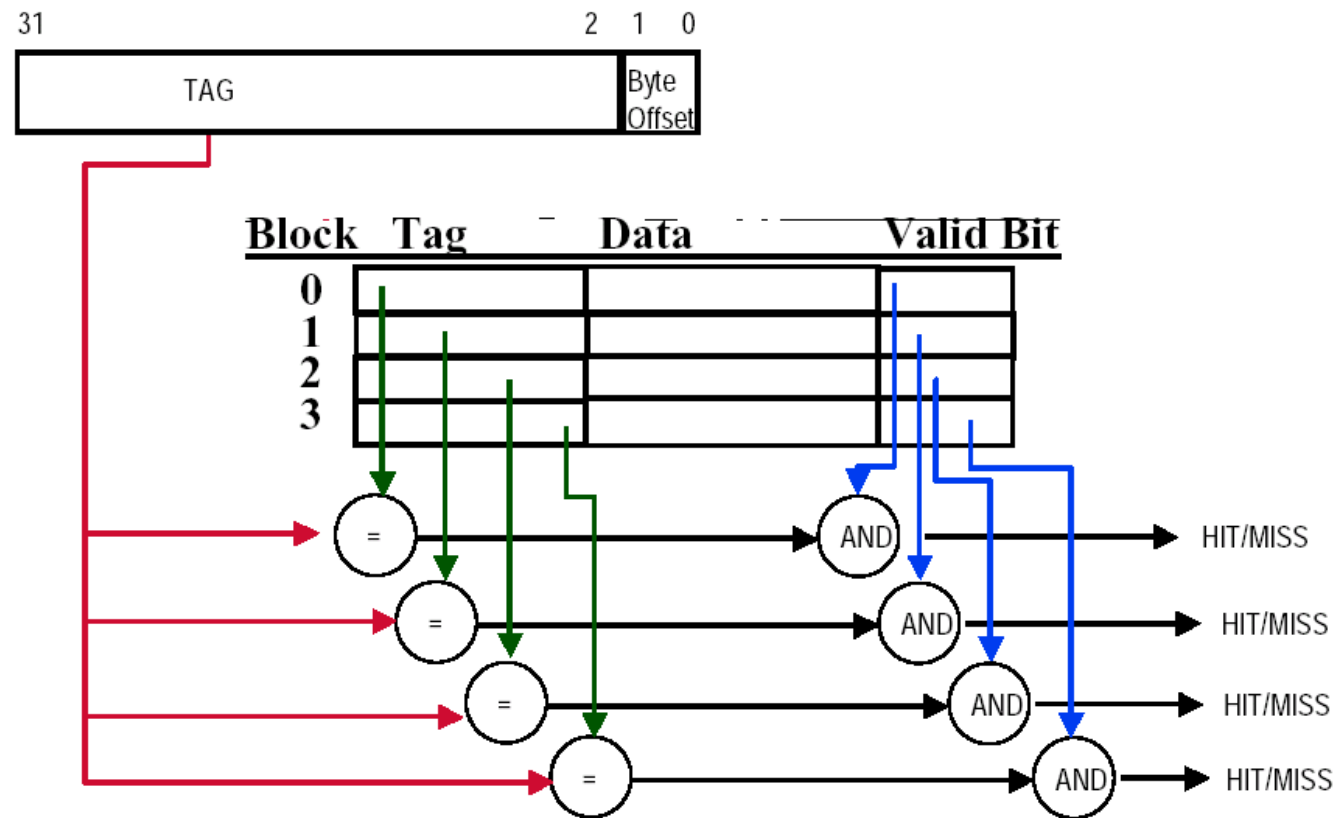 31 2 1 0
TAG
Byte
Offset
Block Tag Data Valid Bit
0
1
2
3
= AND HIT/MISS
= AND HIT/MISS
= AND HIT/MISS
= AND HIT/MISS